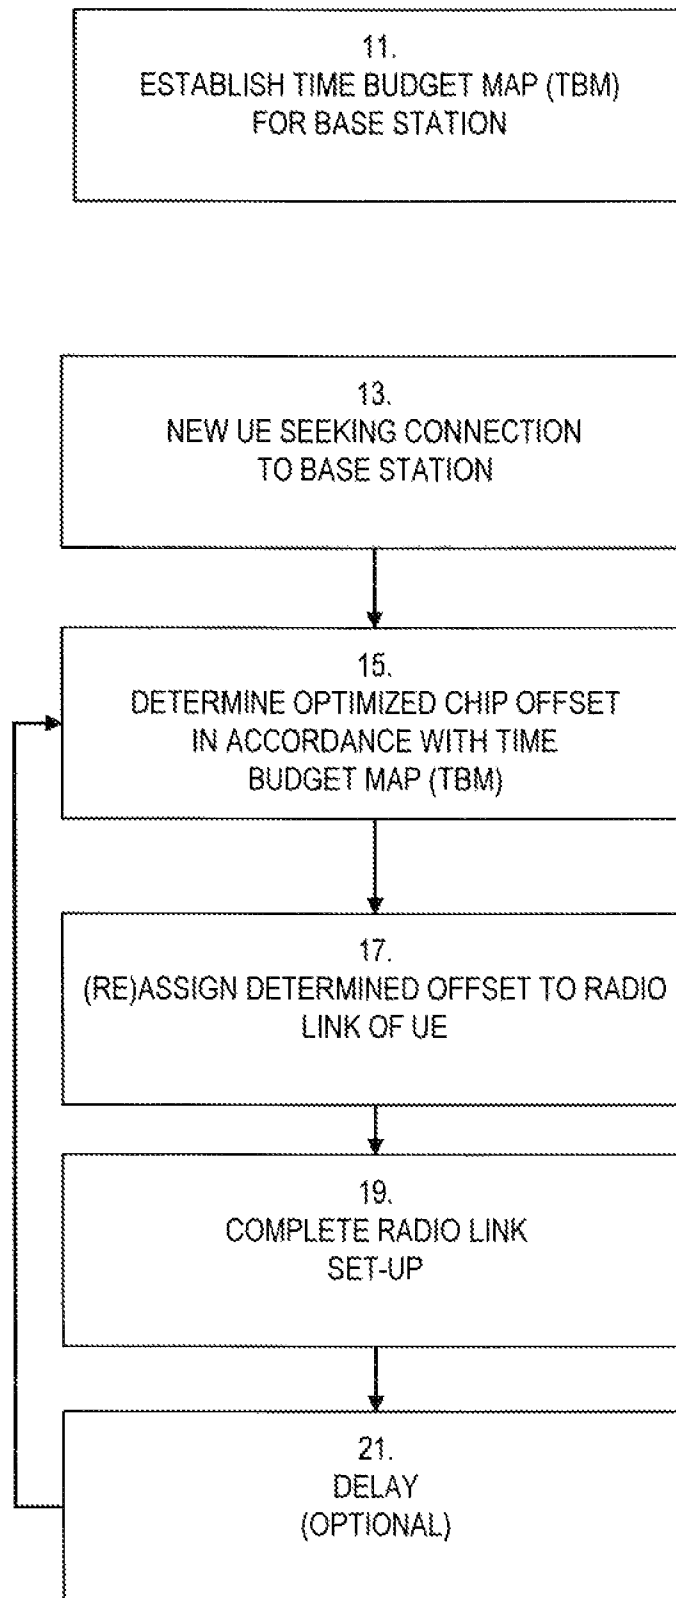 11.
ESTABLISH TIME BUDGET MAP (TBM)
FOR BASE STATION
13.
NEW UE SEEKING CONNECTION
TO BASE STATION
15.
DETERMINE OPTIMIZED CHIP OFFSET
IN ACCORDANCE WITH TIME
BUDGET MAP (TBM)
17.
(RE)ASSIGN DETERMINED OFFSET TO RADIO
LINK OF UE
19.
COMPLETE RADIO LINK
SET-UP
21.
DELAY
(OPTIONAL)